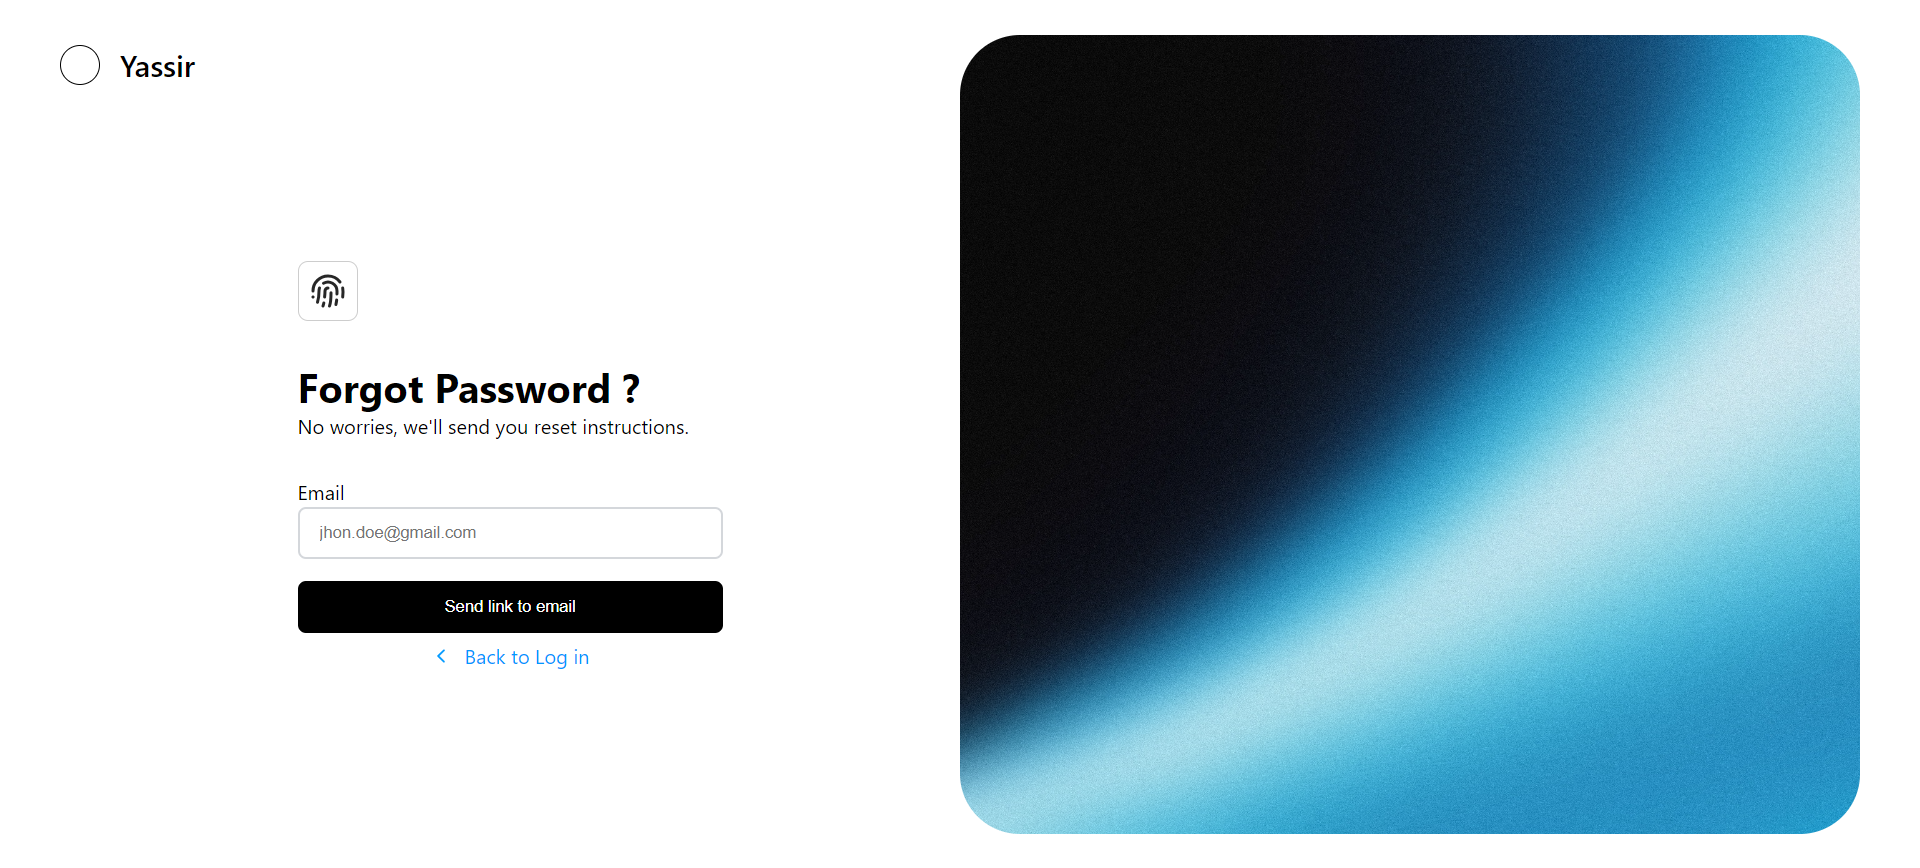 Yassir
Forgot Password ?
No worries, we'll send you reset instructions.
Email
jhon.doe@gmail.com
Send link to email
Back to Log in